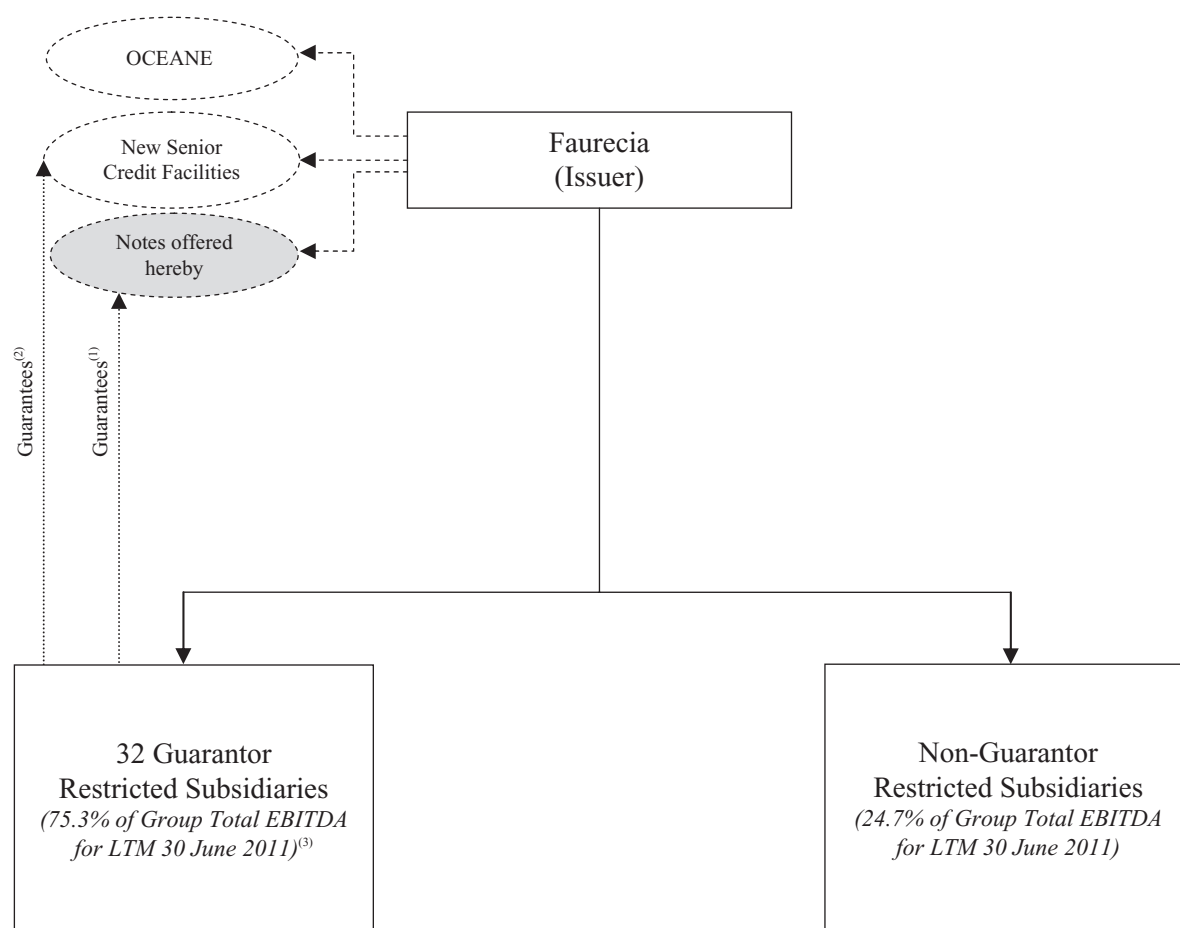 OCEANE
New Senior
Credit Facilities
Notes offered
hereby
Faurecia
(Issuer)
Guarantees(2)
Guarantees(1)
32 Guarantor
Restricted Subsidiaries
(75.3% of Group Total EBITDA
for LTM 30 June 2011)(3)
Non-Guarantor
Restricted Subsidiaries
(24.7% of Group Total EBITDA
for LTM 30 June 2011)